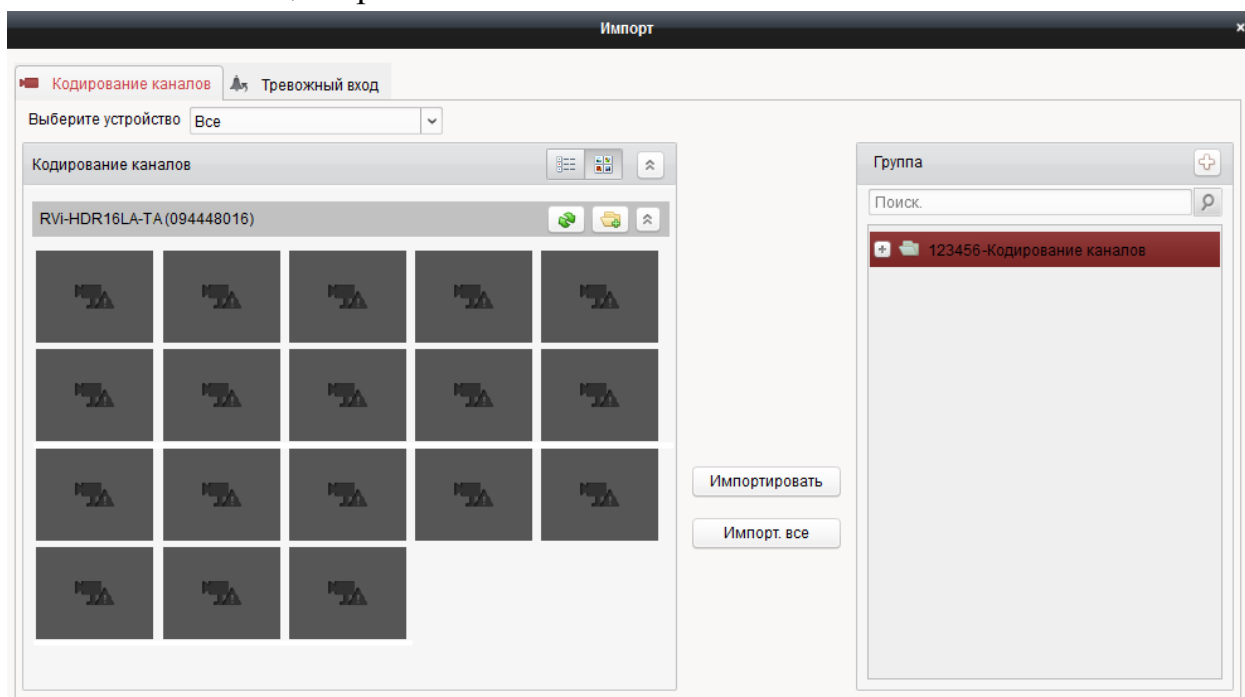 Импорт
Кодирование каналов
Тревожный вход
Выберите устройство Все
Кодирование каналов
RVi-HDR16LA-TA(094448016)
Импортировать
Импорт. все
Группа
Поиск.
123456-Кодирование каналов